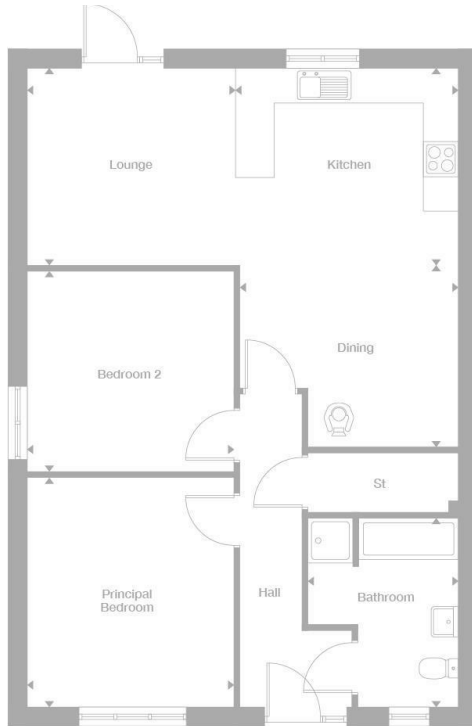 Lounge
Kitchen
Dining
Bedroom 2
St
Hall
Principal
Bedroom
Bathroom